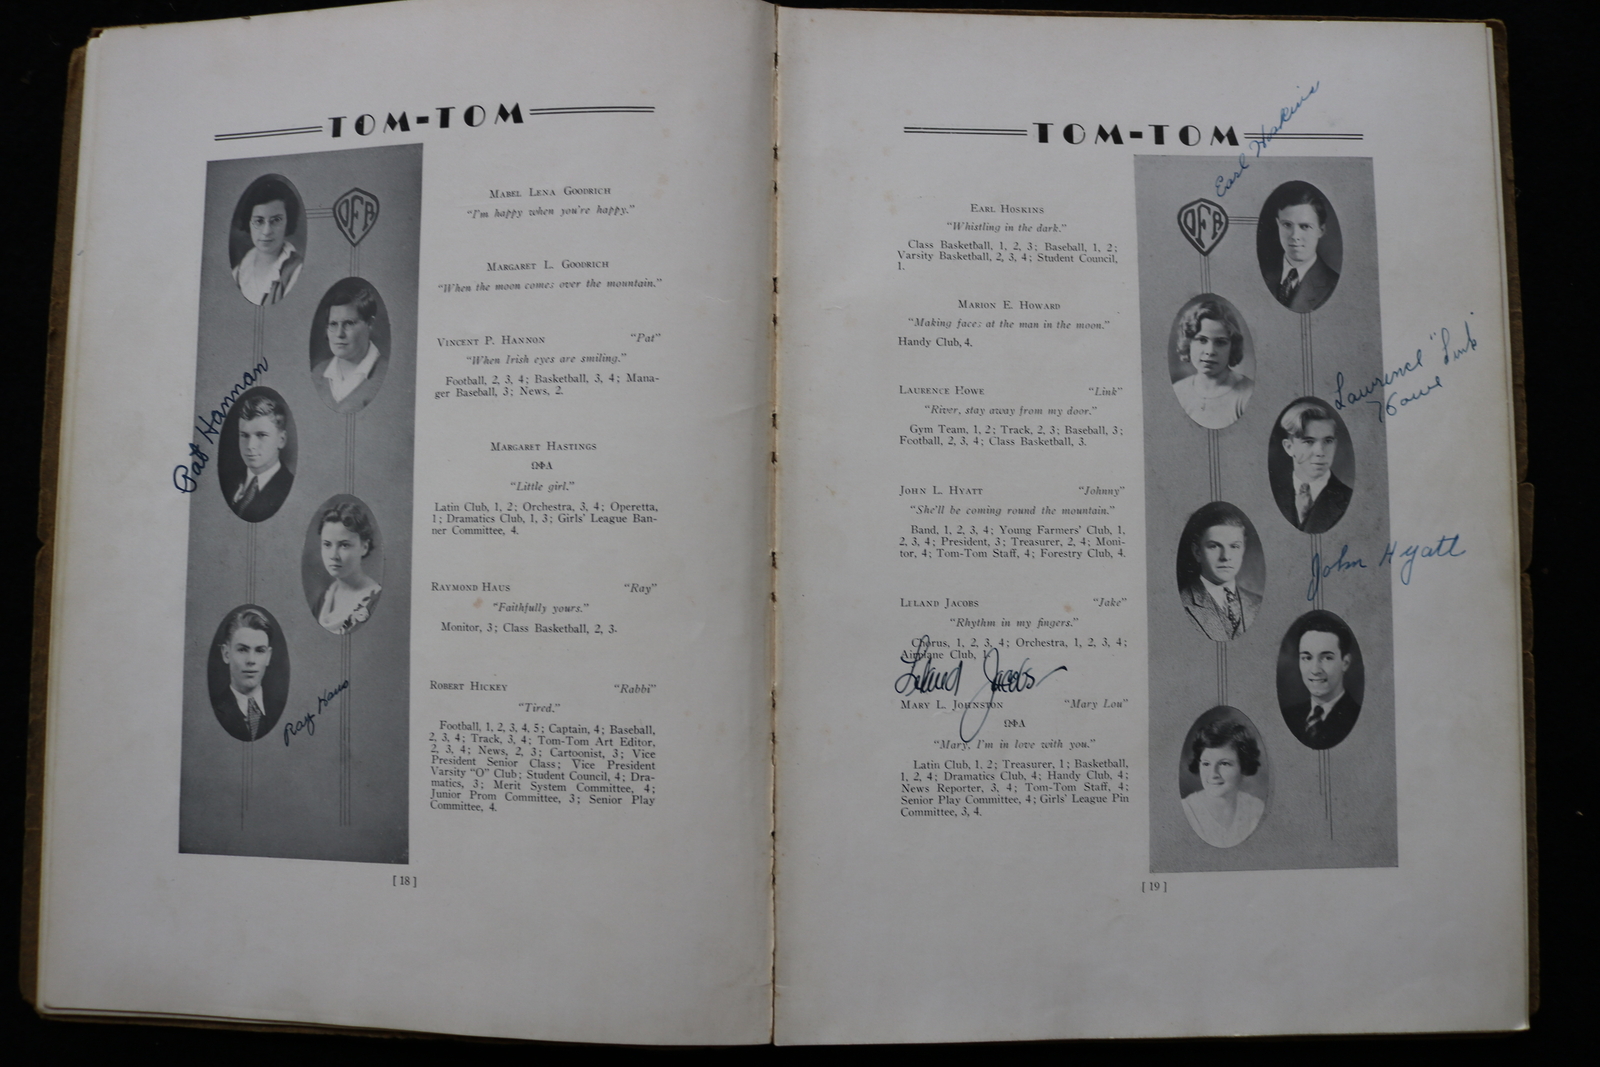 TOM-TOM
OFA
MABEL LENA GOODRICH
"I'm happy when you're happy."
MARGARET L. GOODRICH
"When the moon comes over the mountain."
VINCENT P. HANNON "Pat"
"When Irish eyes are smiling."
Football, 2, 3, 4; Basketball, 3, 4; Mana-
ger Baseball, 3; News, 2.
MARGARET HASTINGS
ΩΦΛ
"Little girl."
Latin Club, 1, 2; Orchestra, 3, 4; Operetta,
1; Dramatics Club, 1, 3; Girls' League Ban-
ner Committee, 4.
RAYMOND HAUS "Ray"
"Faithfully yours."
Monitor, 3; Class Basketball, 2, 3.
ROBERT HICKEY "Rabbi"
"Tired."
Football, 1, 2, 3, 4, 5; Captain, 4; Baseball,
2, 3, 4; Track, 3, 4; Tom-Tom Art Editor,
2, 3, 4; News, 2, 3; Cartoonist, 3; Vice
President Senior Class; Vice President
Varsity "O" Club; Student Council, 4; Dra-
matics, 3; Merit System Committee, 4;
Junior Prom Committee, 3; Senior Play
Committee, 4.
Pat Hannan
Ray Haus
[ 18 ]
TOM-TOM
Earl Hoskins
OFA
EARL HOSKINS
"Whistling in the dark."
Class Basketball, 1, 2, 3; Baseball, 1, 2;
Varsity Basketball, 2, 3, 4; Student Council,
1.
MARION E. HOWARD
"Making faces at the man in the moon."
Handy Club, 4.
LAURENCE HOWE "Link"
"River, stay away from my door."
Gym Team, 1, 2; Track, 2, 3; Baseball, 3;
Football, 2, 3, 4; Class Basketball, 3.
Lawrence "Link"
Howe
JOHN L. HYATT "Johnny"
"She'll be coming round the mountain."
Band, 1, 2, 3, 4; Young Farmers' Club, 1,
2, 3, 4; President, 3; Treasurer, 2, 4; Moni-
tor, 4; Tom-Tom Staff, 4; Forestry Club, 4.
John Hyatt
LELAND JACOBS "Jake"
"Rhythm in my fingers."
Chorus, 1, 2, 3, 4; Orchestra, 1, 2, 3, 4;
Airplane Club, 1.
Leland Jacobs
MARY L. JOHNSTON "Mary Lou"
ΩΦΛ
"Mary, I'm in love with you."
Latin Club, 1, 2; Treasurer, 1; Basketball,
1, 2, 4; Dramatics Club, 4; Handy Club, 4;
News Reporter, 3, 4; Tom-Tom Staff, 4;
Senior Play Committee, 4; Girls' League Pin
Committee, 3, 4.
[ 19 ]